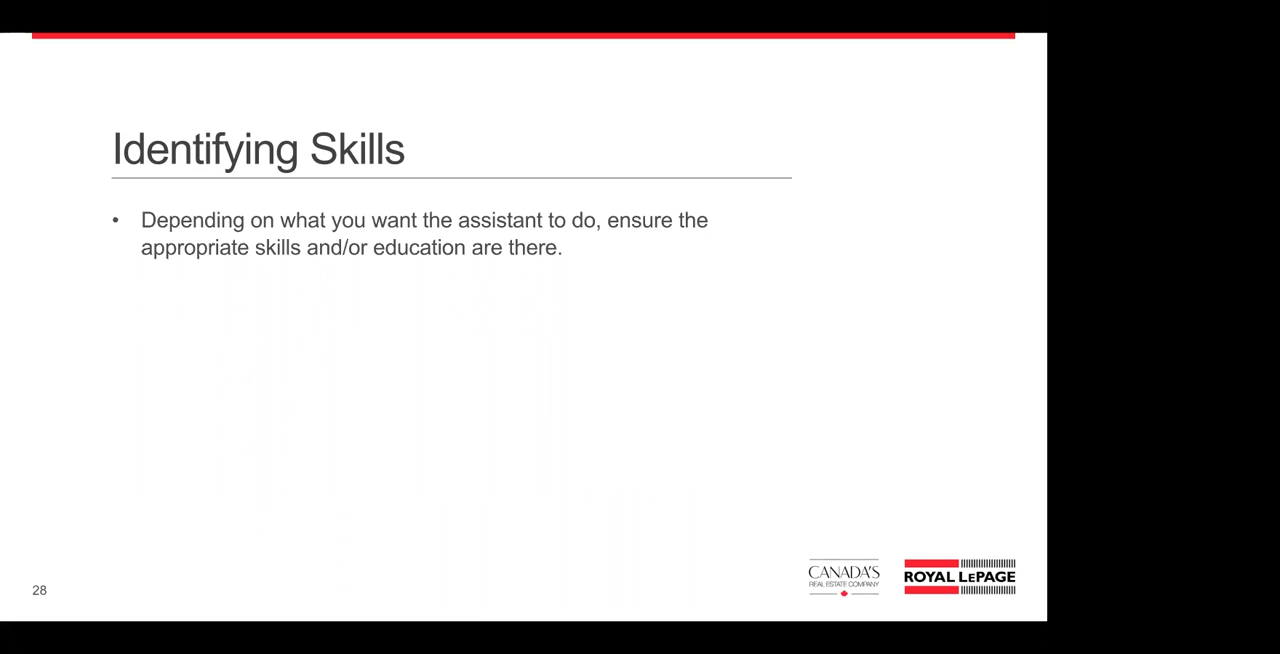 Identifying Skills
• Depending on what you want the assistant to do, ensure the
appropriate skills and/or education are there.
28
CANADA'S
REAL ESTATE COMPANY
ROYAL LEPAGE